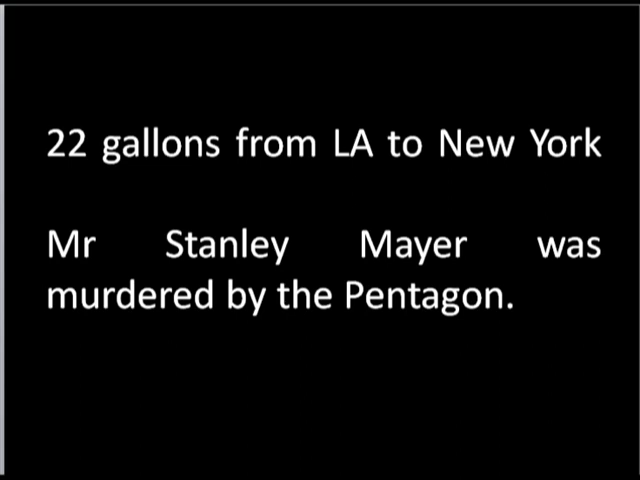 22 gallons from LA to New York
Mr Stanley Mayer was
murdered by the Pentagon.